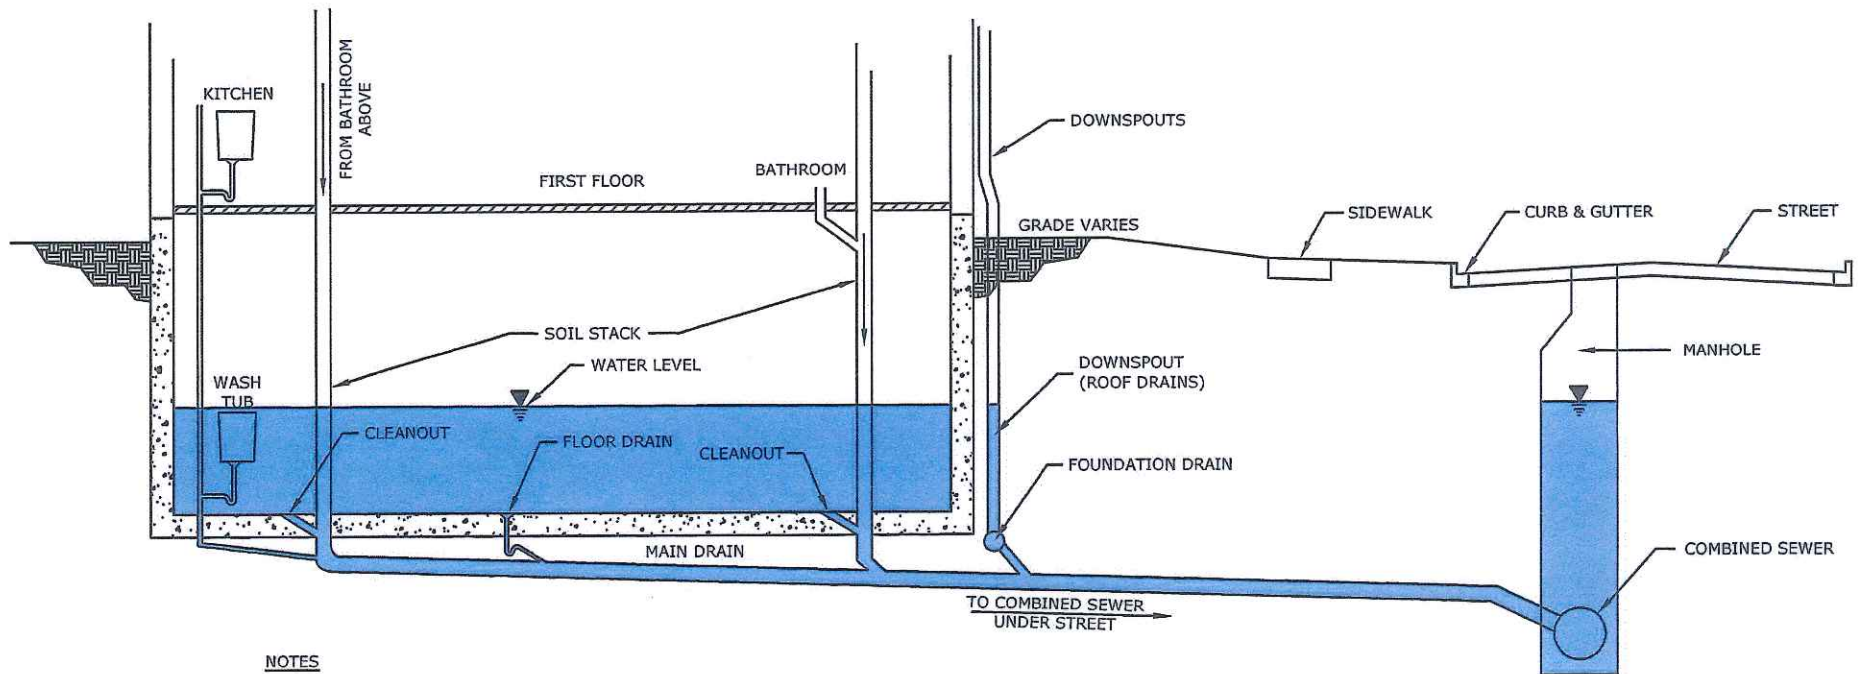 KITCHEN
FROM BATHROOM
ABOVE
FIRST FLOOR
BATHROOM
DOWNSPOUTS
GRADE VARIES
SIDEWALK
CURB & GUTTER
STREET
SOIL STACK
WATER LEVEL
MANHOLE
DOWNSPOUT
(ROOF DRAINS)
WASH
TUB
CLEANOUT
FLOOR DRAIN
CLEANOUT
FOUNDATION DRAIN
MAIN DRAIN
COMBINED SEWER
TO COMBINED SEWER
UNDER STREET
NOTES